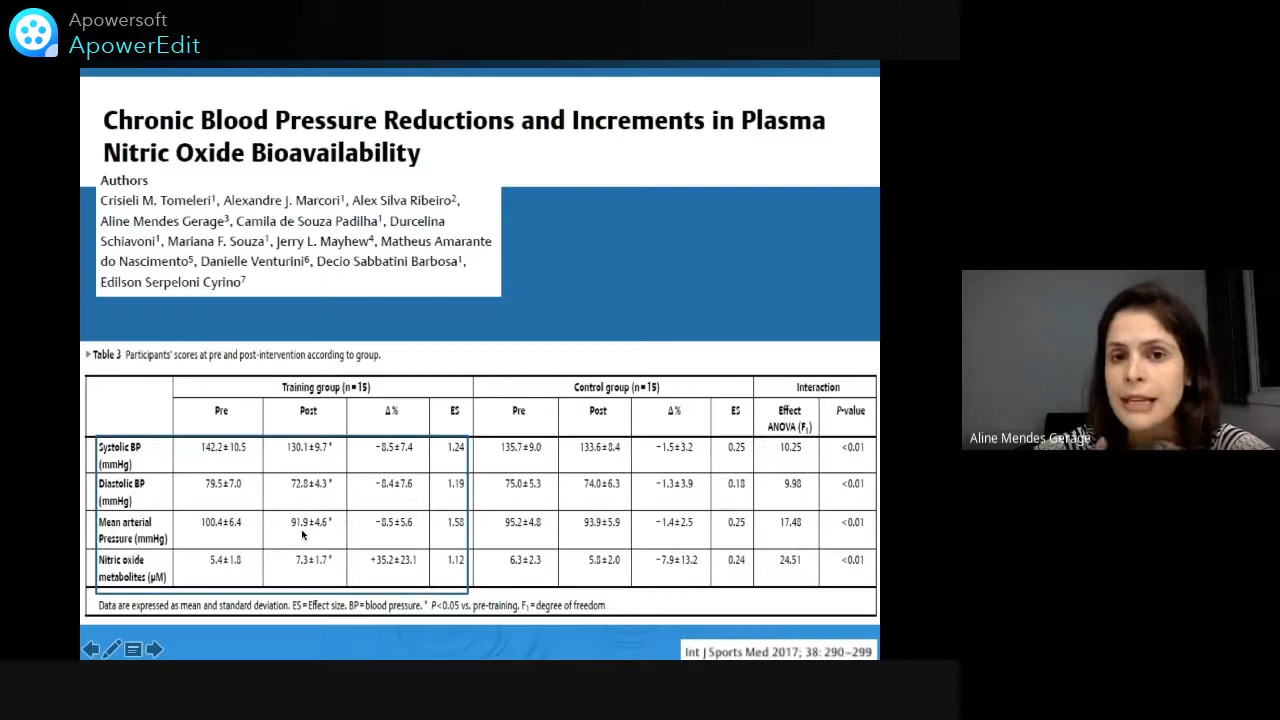 Apowersoft
ApowerEdit
Chronic Blood Pressure Reductions and Increments in Plasma
Nitric Oxide Bioavailability
Authors
Crisieli M. Tomeleri¹, Alexandre J. Marcori¹, Alex Silva Ribeiro²,
Aline Mendes Gerage³, Camila de Souza Padilha¹, Durcelina
Schiavoni¹, Mariana F. Souza¹, Jerry L. Mayhew⁴, Matheus Amarante
do Nascimento⁵, Danielle Venturini⁶, Decio Sabbatini Barbosa¹,
Edilson Serpeloni Cyrino⁷
Table 3 Participants' scores at pre and post-intervention according to group.
Training group (n=15) Control group (n=15) Interaction
Pre Post Δ% ES Pre Post Δ% ES Effect P-value
ANOVA (F₁)
Systolic BP 142.2±10.5 130.1±9.7* −8.5±7.4 1.24 135.7±9.0 133.6±8.4 −1.5±3.2 0.25 10.25 <0.01
(mmHg)
Diastolic BP 79.5±7.0 72.8±4.3* −8.4±7.6 1.19 75.0±5.3 74.0±6.3 −1.3±3.9 0.18 9.98 <0.01
(mmHg)
Mean arterial 100.4±6.4 91.9±4.6* −8.5±5.6 1.58 95.2±4.8 93.9±5.9 −1.4±2.5 0.25 17.48 <0.01
Pressure (mmHg)
Nitric oxide 5.4±1.8 7.3±1.7* +35.2±23.1 1.12 6.3±2.3 5.8±2.0 −7.9±13.2 0.24 24.51 <0.01
metabolites (μM)
Data are expressed as mean and standard deviation. ES=Effect size. BP=blood pressure. * P<0.05 vs. pre-training. F₁=degree of freedom
Int J Sports Med 2017; 38: 290–299
Aline Mendes Gerage